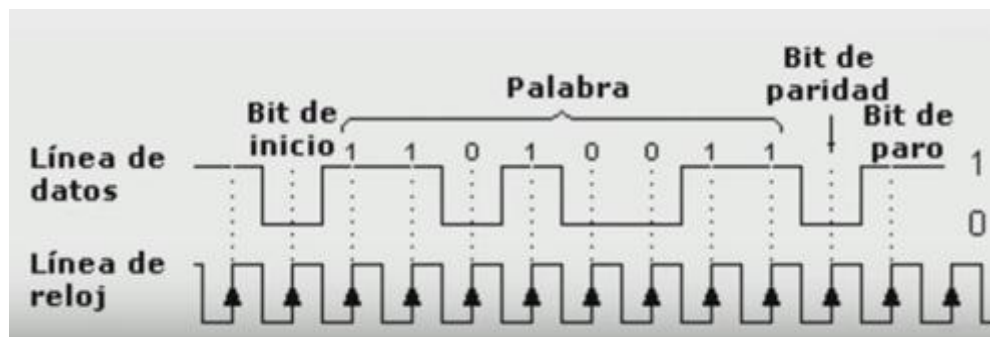 Bit de
paridad
Palabra
Bit de
inicio
Bit de
paro
1 1 0 1 0 0 1 1
Línea de
datos
1
0
Línea de
reloj